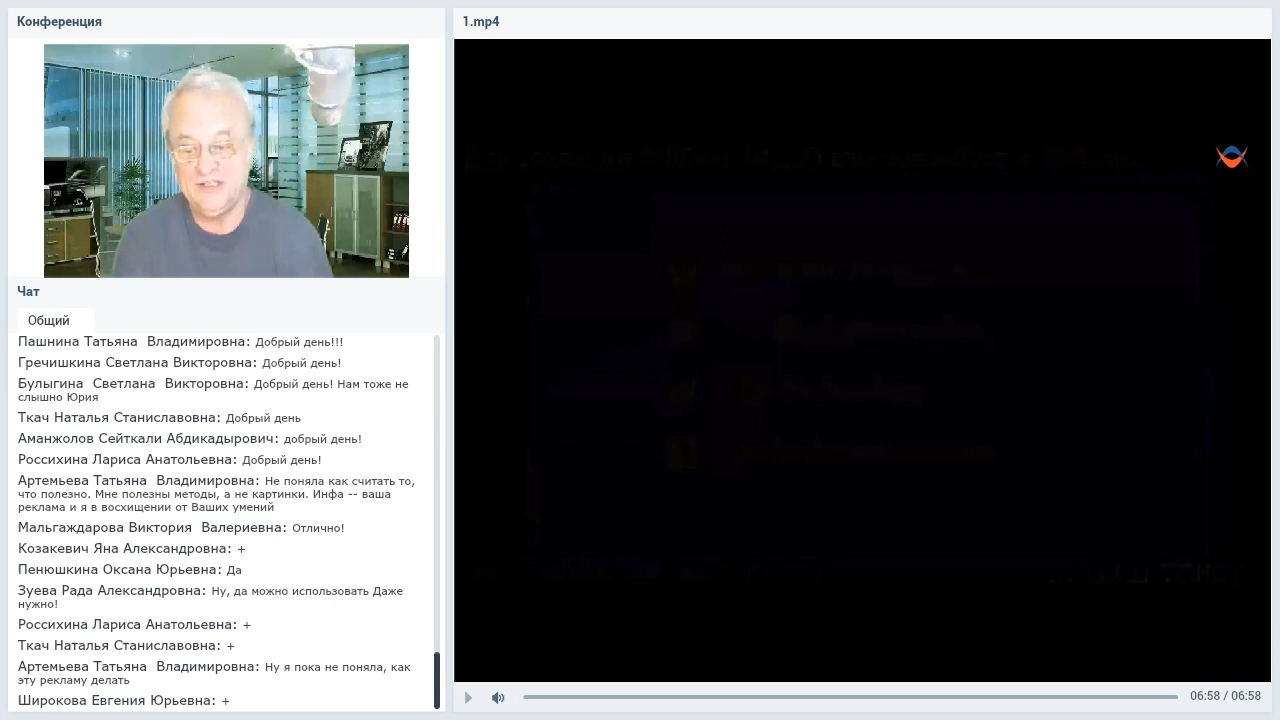 Конференция
1.mp4
Чат
Общий
Пашнина Татьяна  Владимировна: Добрый день!!!
Гречишкина Светлана Викторовна: Добрый день!
Булыгина  Светлана  Викторовна: Добрый день! Нам тоже не
слышно Юрия
Ткач Наталья Станиславовна: Добрый день
Аманжолов Сейткали Абдикадырович: добрый день!
Россихина Лариса Анатольевна: Добрый день!
Артемьева Татьяна  Владимировна: Не поняла как считать то,
что полезно. Мне полезны методы, а не картинки. Инфа -- ваша
реклама и я в восхищении от Ваших умений
Мальгаждарова Виктория  Валериевна: Отлично!
Козакевич Яна Александровна: +
Пенюшкина Оксана Юрьевна: Да
Зуева Рада Александровна: Ну, да можно использовать Даже
нужно!
Россихина Лариса Анатольевна: +
Ткач Наталья Станиславовна: +
Артемьева Татьяна  Владимировна: Ну я пока не поняла, как
эту рекламу делать
Широкова Евгения Юрьевна: +
06:58 / 06:58